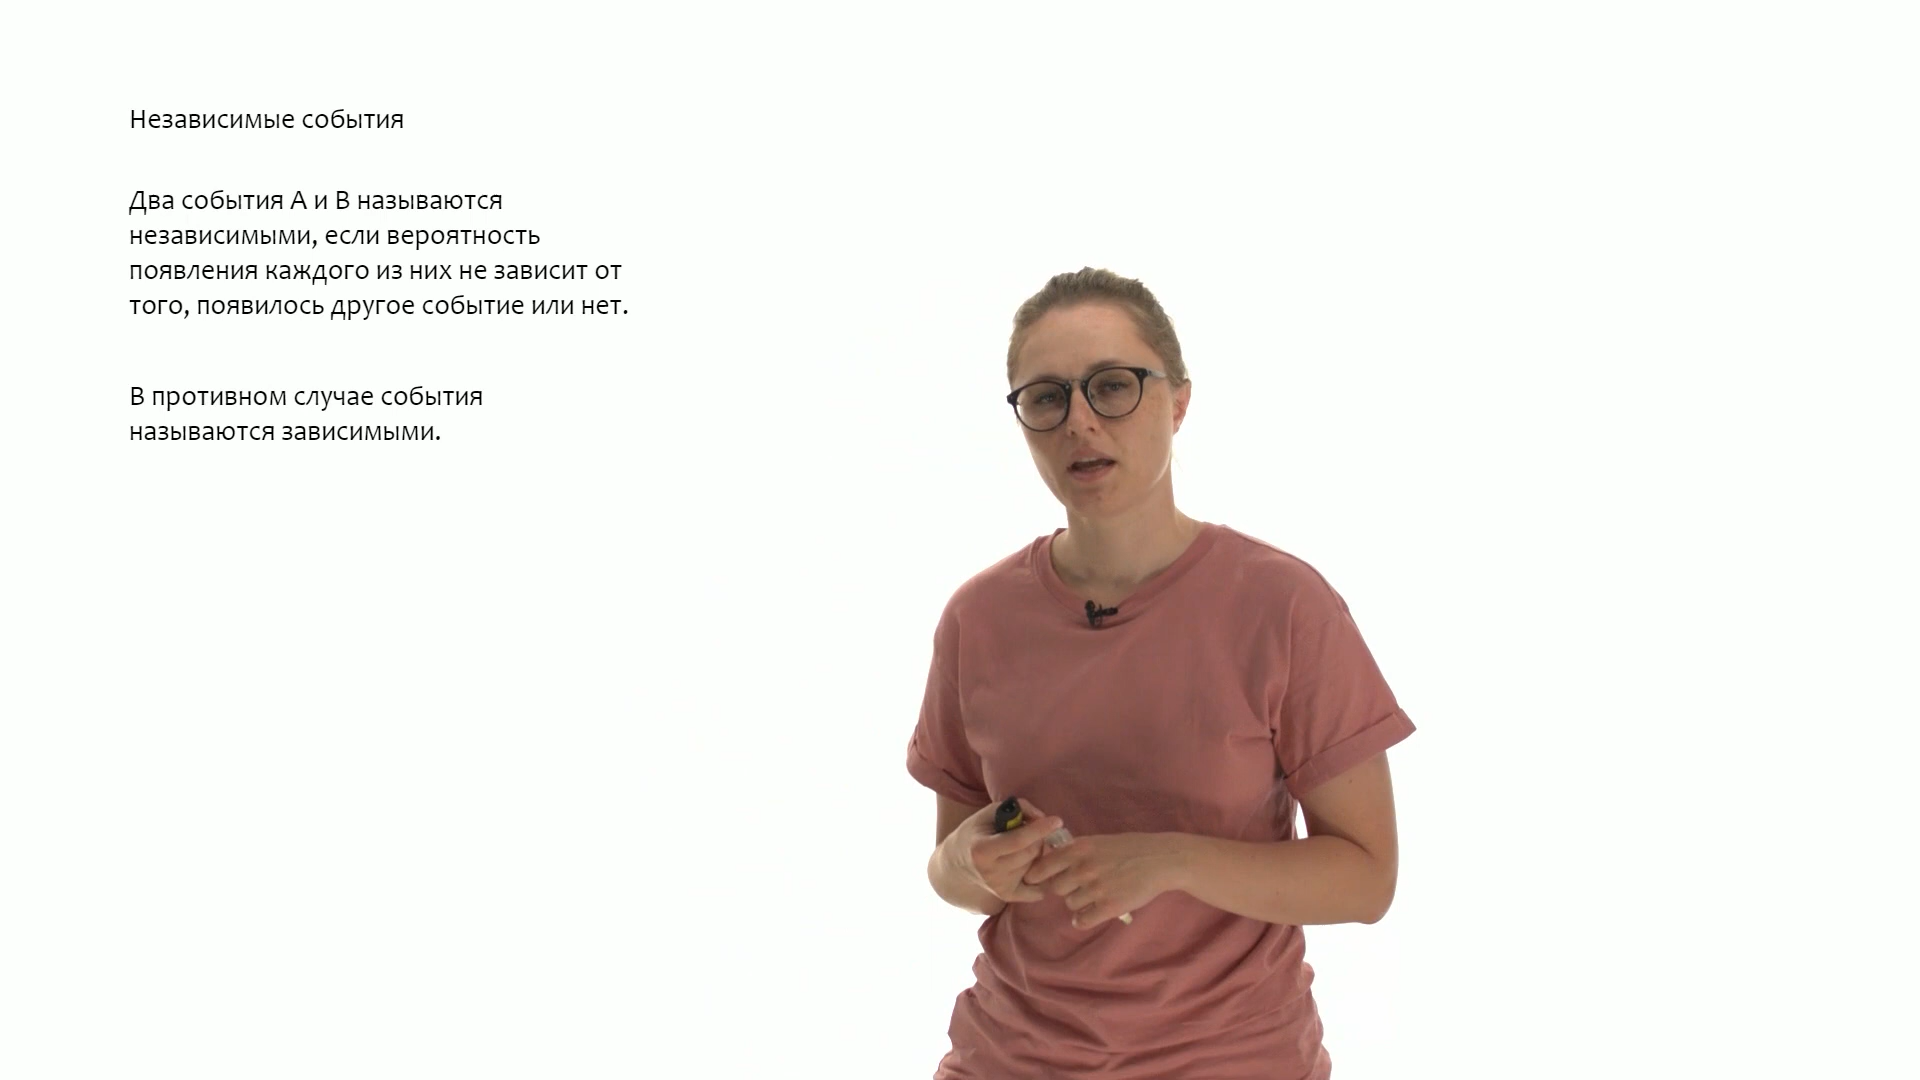 Независимые события
Два события A и B называются
независимыми, если вероятность
появления каждого из них не зависит от
того, появилось другое событие или нет.
В противном случае события
называются зависимыми.